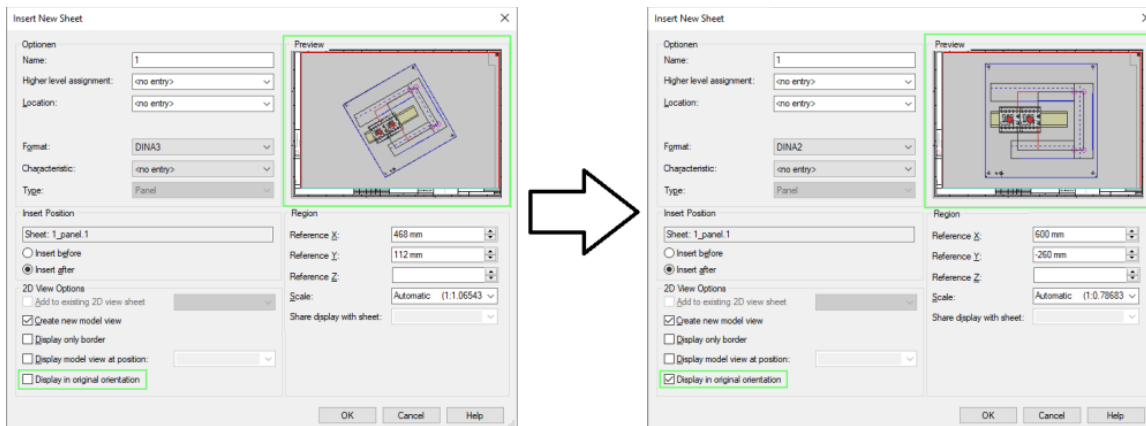 Insert New Sheet
Optionen
Name: 1
Higher level assignment: <no entry>
Location: <no entry>
Format: DINA3
Characteristic: <no entry>
Type: Panel
Preview
Insert Position
Sheet: 1_panel.1
Insert before
Insert after
Region
Reference X: 468 mm
Reference Y: 112 mm
Reference Z:
Scale: Automatic (1:1.06543
Share display with sheet:
2D View Options
Add to existing 2D view sheet
Create new model view
Display only border
Display model view at position:
Display in original orientation
OK Cancel Help
Insert New Sheet
Optionen
Name: 1
Higher level assignment: <no entry>
Location: <no entry>
Format: DINA2
Characteristic: <no entry>
Type: Panel
Preview
Insert Position
Sheet: 1_panel.1
Insert before
Insert after
Region
Reference X: 600 mm
Reference Y: -260 mm
Reference Z:
Scale: Automatic (1:0.78683
Share display with sheet:
2D View Options
Add to existing 2D view sheet
Create new model view
Display only border
Display model view at position:
Display in original orientation
OK Cancel Help